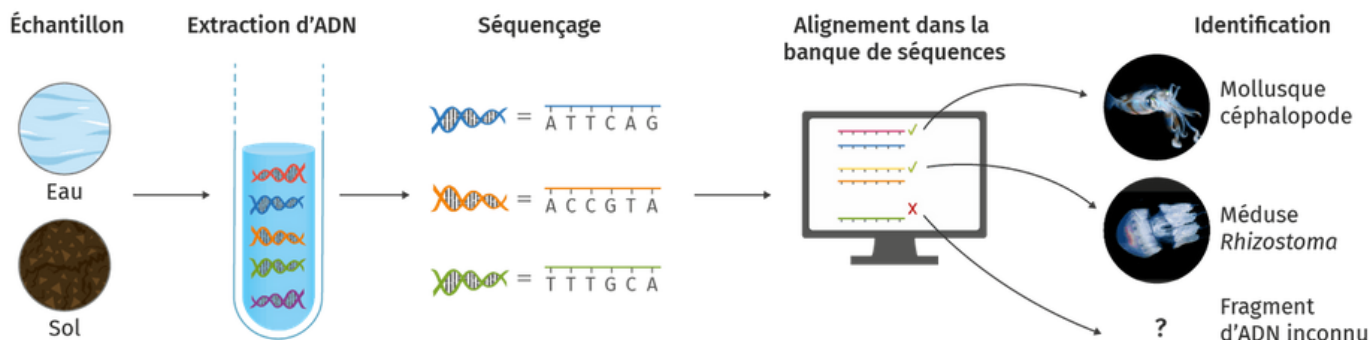 Échantillon
Extraction d'ADN
Séquençage
Alignement dans la
banque de séquences
Identification
Eau
Sol
= A T T C A G
= A C C G T A
= T T T G C A
✓
✓
X
Mollusque
céphalopode
Méduse
Rhizostoma
?
Fragment
d'ADN inconnu